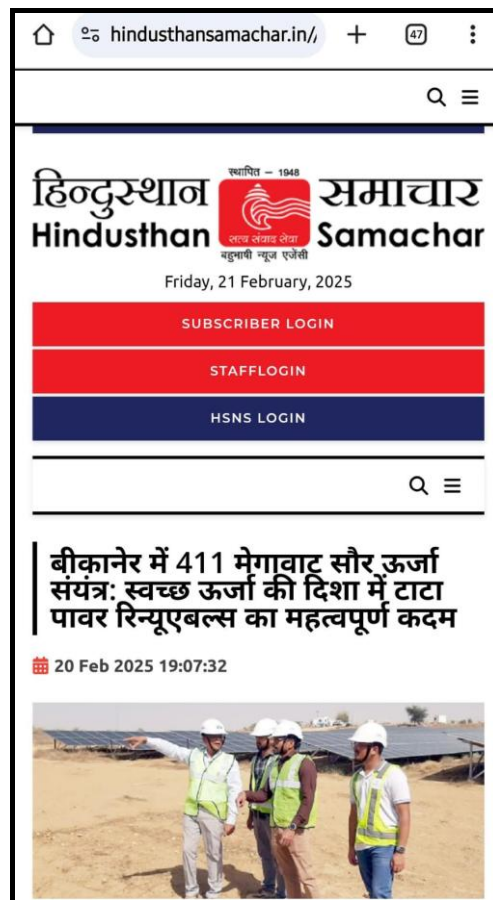 hindusthansamachar.in/
47
स्थापित – 1948
हिन्दुस्थान समाचार
Hindusthan Samachar
सत्य संवाद सेवा
बहुभाषी न्यूज एजेंसी
Friday, 21 February, 2025
SUBSCRIBER LOGIN
STAFFLOGIN
HSNS LOGIN
बीकानेर में 411 मेगावाट सौर ऊर्जा
संयंत्र: स्वच्छ ऊर्जा की दिशा में टाटा
पावर रिन्यूएबल्स का महत्वपूर्ण कदम
20 Feb 2025 19:07:32